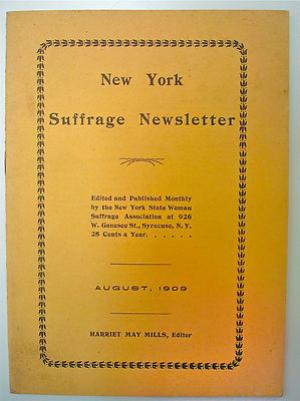 New York
Suffrage Newsletter
Edited and Published Monthly
by the New York State Woman
Suffrage Association at 926
W. Genesee St., Syracuse, N.Y.
25 Cents a Year. . . . . .
AUGUST, 1909
HARRIET MAY MILLS, Editor